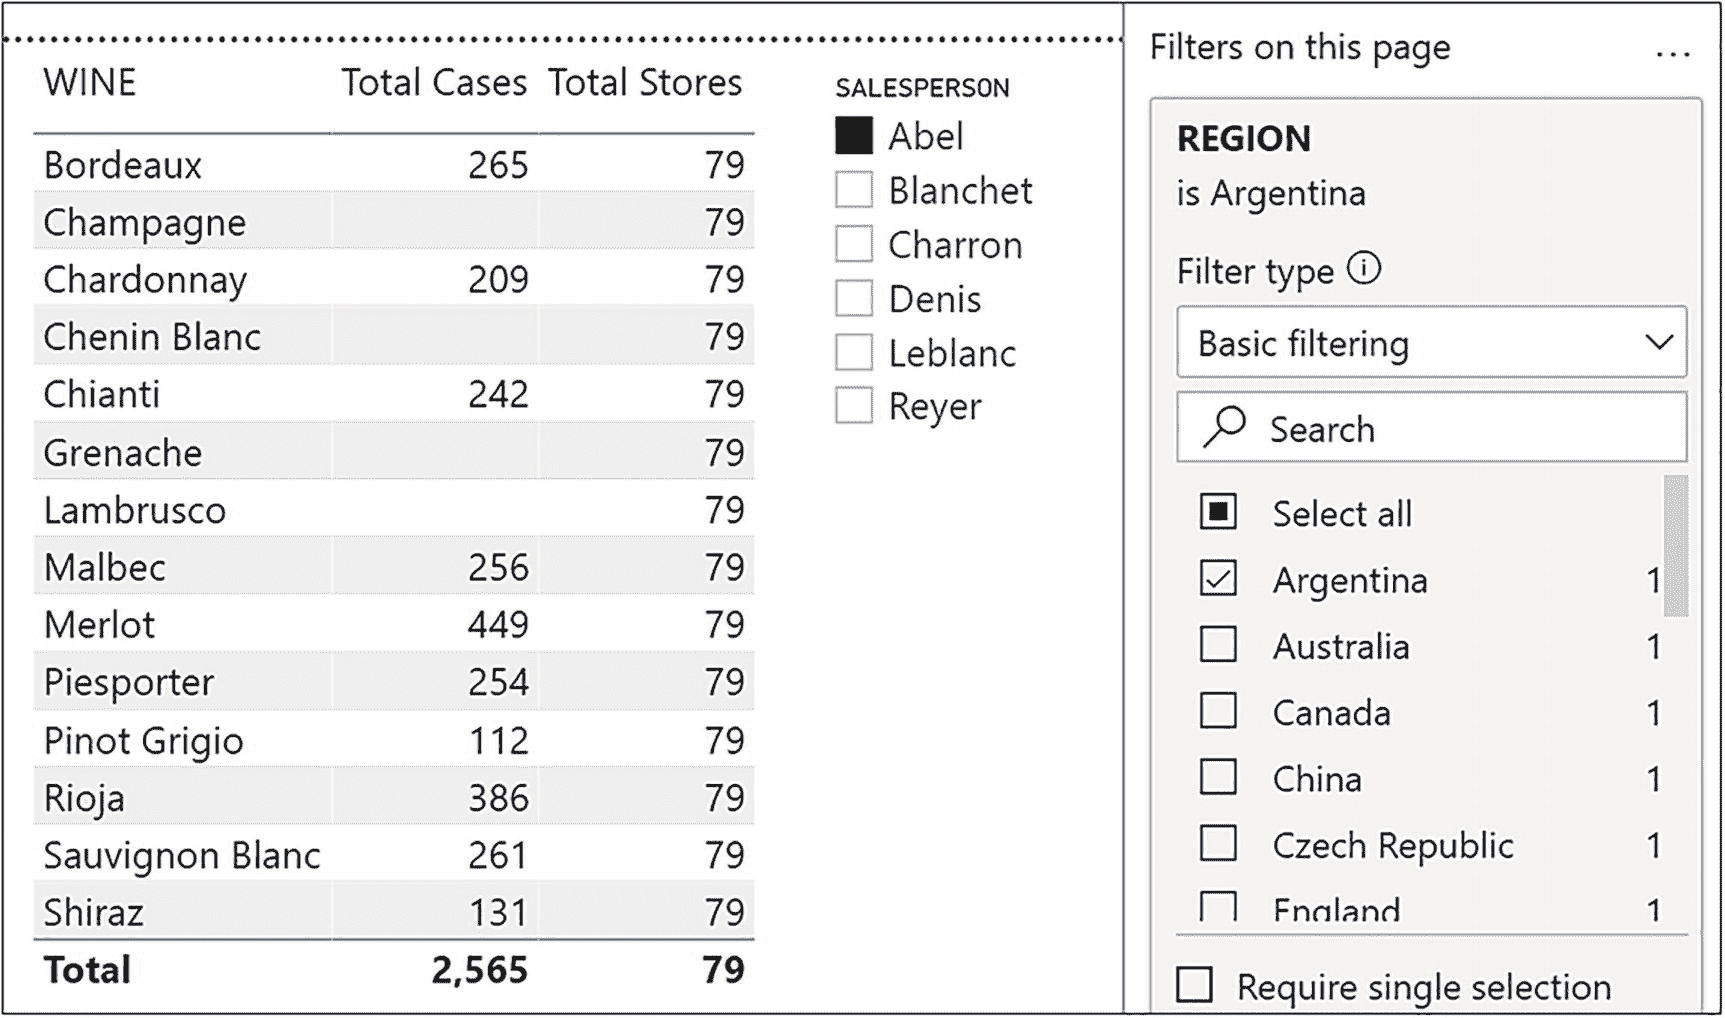 WINE Total Cases Total Stores
Bordeaux 265 79
Champagne 79
Chardonnay 209 79
Chenin Blanc 79
Chianti 242 79
Grenache 79
Lambrusco 79
Malbec 256 79
Merlot 449 79
Piesporter 254 79
Pinot Grigio 112 79
Rioja 386 79
Sauvignon Blanc 261 79
Shiraz 131 79
Total 2,565 79
SALESPERSON
Abel
Blanchet
Charron
Denis
Leblanc
Reyer
Filters on this page ...
REGION
is Argentina
Filter type
Basic filtering
Search
Select all
Argentina 1
Australia 1
Canada 1
China 1
Czech Republic 1
England 1
Require single selection